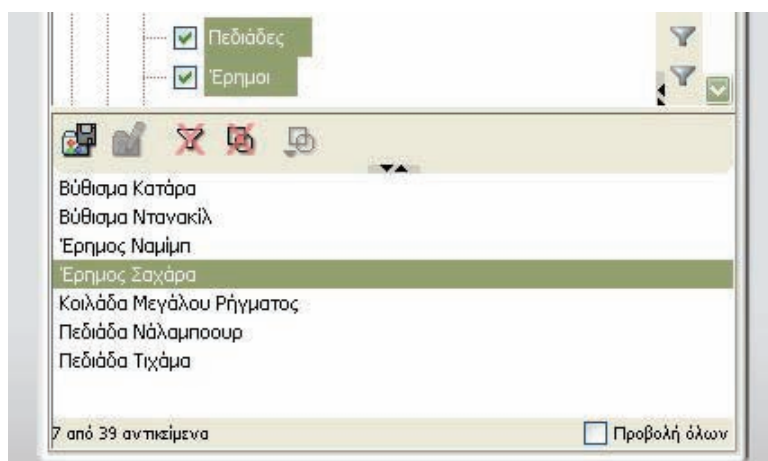 Πεδιάδες
Έρημοι
Βύθισμα Κατάρα
Βύθισμα Ντανακίλ
Έρημος Ναμίμπ
Έρημος Σαχάρα
Κοιλάδα Μεγάλου Ρήγματος
Πεδιάδα Νάλαμποουρ
Πεδιάδα Τιχάμα
7 από 39 αντικείμενα
Προβολή όλων